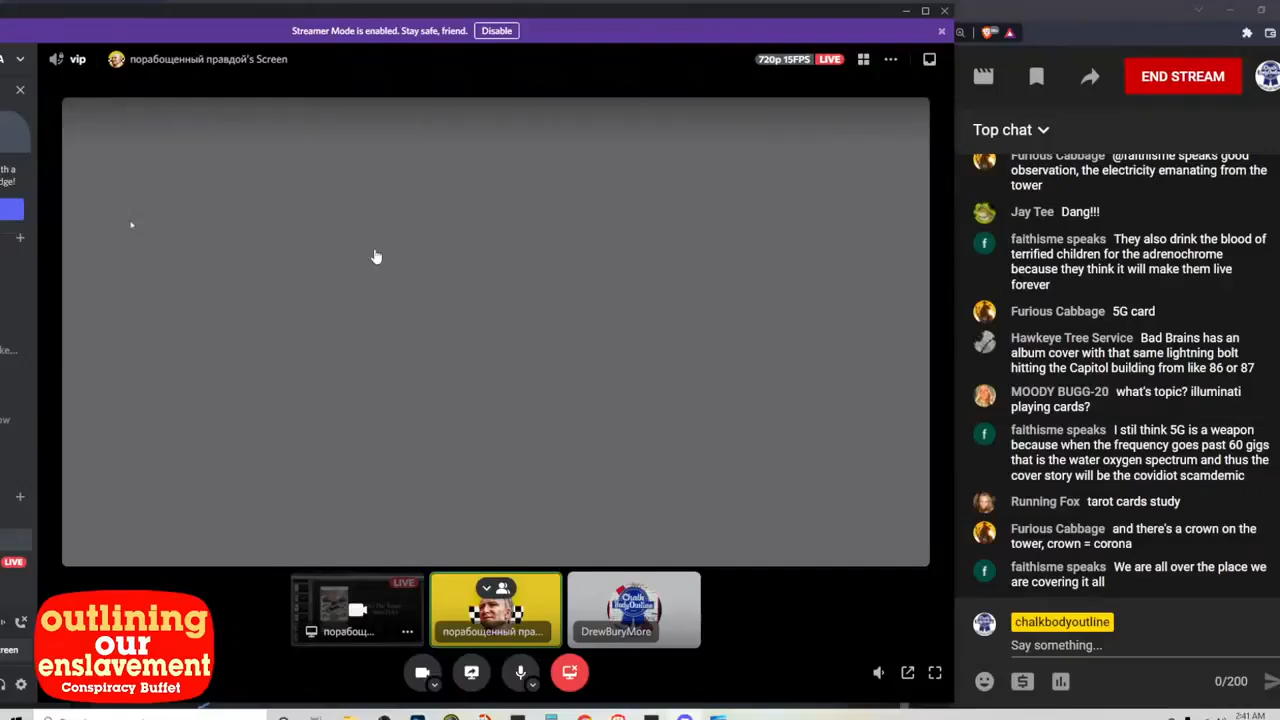 Streamer Mode is enabled. Stay safe, friend. Disable
vip порабощенный правдой's Screen
720p 15FPS LIVE
END STREAM
Top chat
Furious Cabbage @faithisme speaks good
observation, the electricity emanating from the
tower
Jay Tee Dang!!!
f faithisme speaks They also drink the blood of
terrified children for the adrenochrome
because they think it will make them live
forever
Furious Cabbage 5G card
Hawkeye Tree Service Bad Brains has an
album cover with that same lightning bolt
hitting the Capitol building from like 86 or 87
MOODY BUGG-20 what's topic? illuminati
playing cards?
f faithisme speaks I stil think 5G is a weapon
because when the frequency goes past 60 gigs
that is the water oxygen spectrum and thus the
cover story will be the covidiot scamdemic
Running Fox tarot cards study
Furious Cabbage and there's a crown on the
tower, crown = corona
f faithisme speaks We are all over the place we
are covering it all
chalkbodyoutline
Say something...
0/200
LIVE
порабощ...
порабощенный пра...
Chalk
Body Outline
DrewBuryMore
LIVE
outlining
our
enslavement
Conspiracy Buffet
2:41 AM